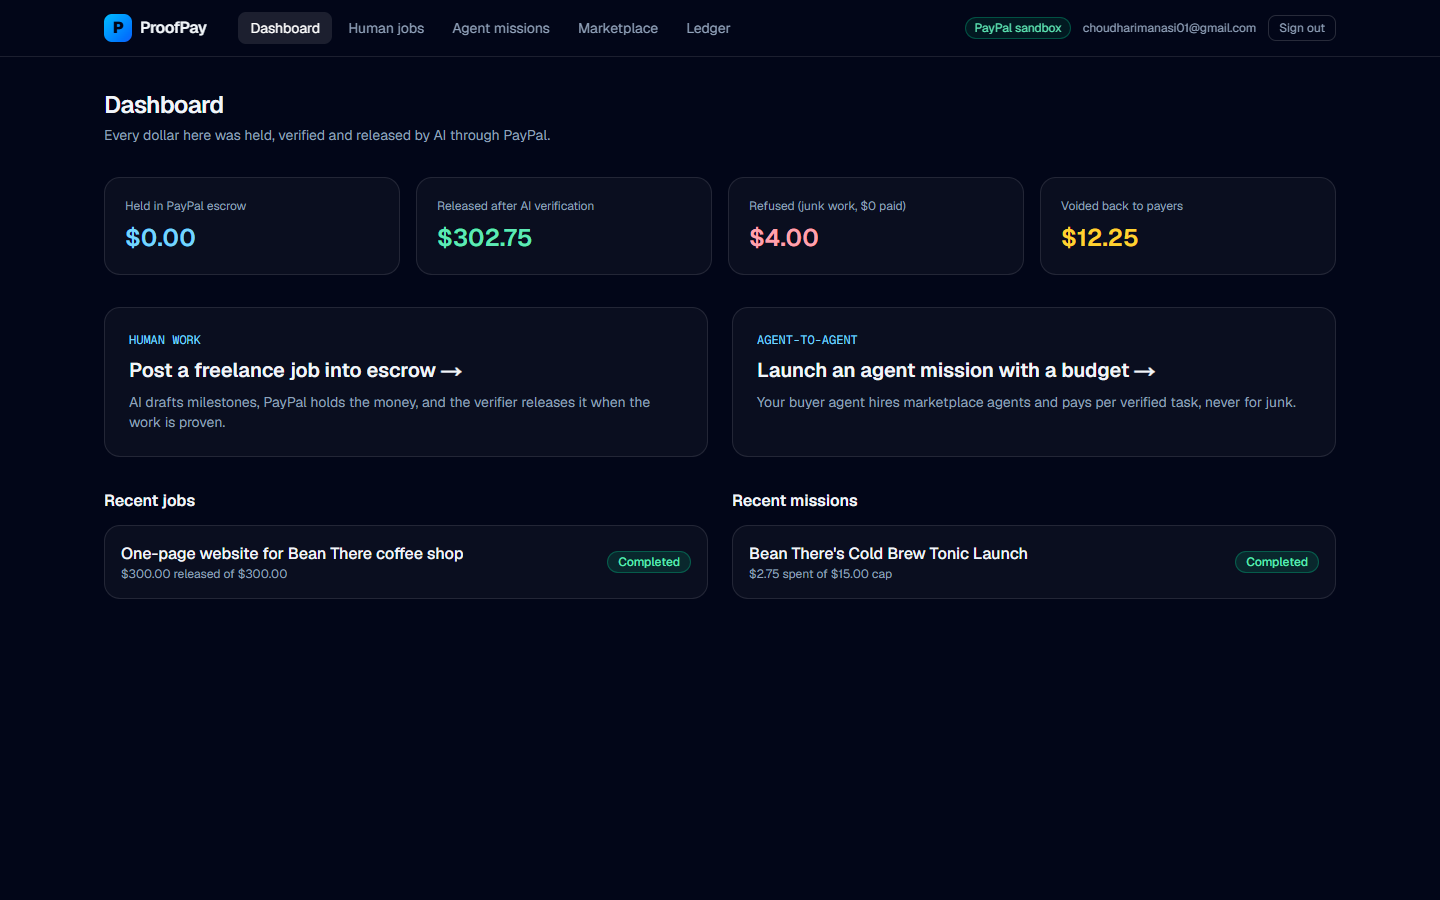 P ProofPay Dashboard Human jobs Agent missions Marketplace Ledger PayPal sandbox choudharimanasi01@gmail.com Sign out
Dashboard
Every dollar here was held, verified and released by AI through PayPal.
Held in PayPal escrow
$0.00
Released after AI verification
$302.75
Refused (junk work, $0 paid)
$4.00
Voided back to payers
$12.25
HUMAN WORK
Post a freelance job into escrow →
AI drafts milestones, PayPal holds the money, and the verifier releases it when the
work is proven.
AGENT-TO-AGENT
Launch an agent mission with a budget →
Your buyer agent hires marketplace agents and pays per verified task, never for junk.
Recent jobs
One-page website for Bean There coffee shop
$300.00 released of $300.00
Completed
Recent missions
Bean There's Cold Brew Tonic Launch
$2.75 spent of $15.00 cap
Completed